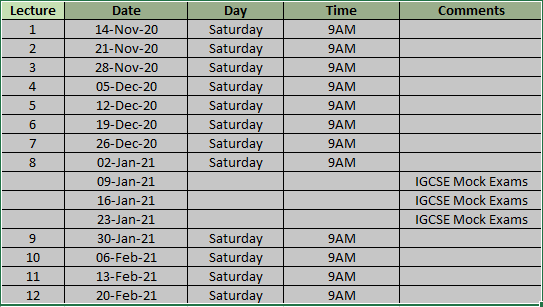 Lecture Date Day Time Comments
1 14-Nov-20 Saturday 9AM
2 21-Nov-20 Saturday 9AM
3 28-Nov-20 Saturday 9AM
4 05-Dec-20 Saturday 9AM
5 12-Dec-20 Saturday 9AM
6 19-Dec-20 Saturday 9AM
7 26-Dec-20 Saturday 9AM
8 02-Jan-21 Saturday 9AM
09-Jan-21 IGCSE Mock Exams
16-Jan-21 IGCSE Mock Exams
23-Jan-21 IGCSE Mock Exams
9 30-Jan-21 Saturday 9AM
10 06-Feb-21 Saturday 9AM
11 13-Feb-21 Saturday 9AM
12 20-Feb-21 Saturday 9AM